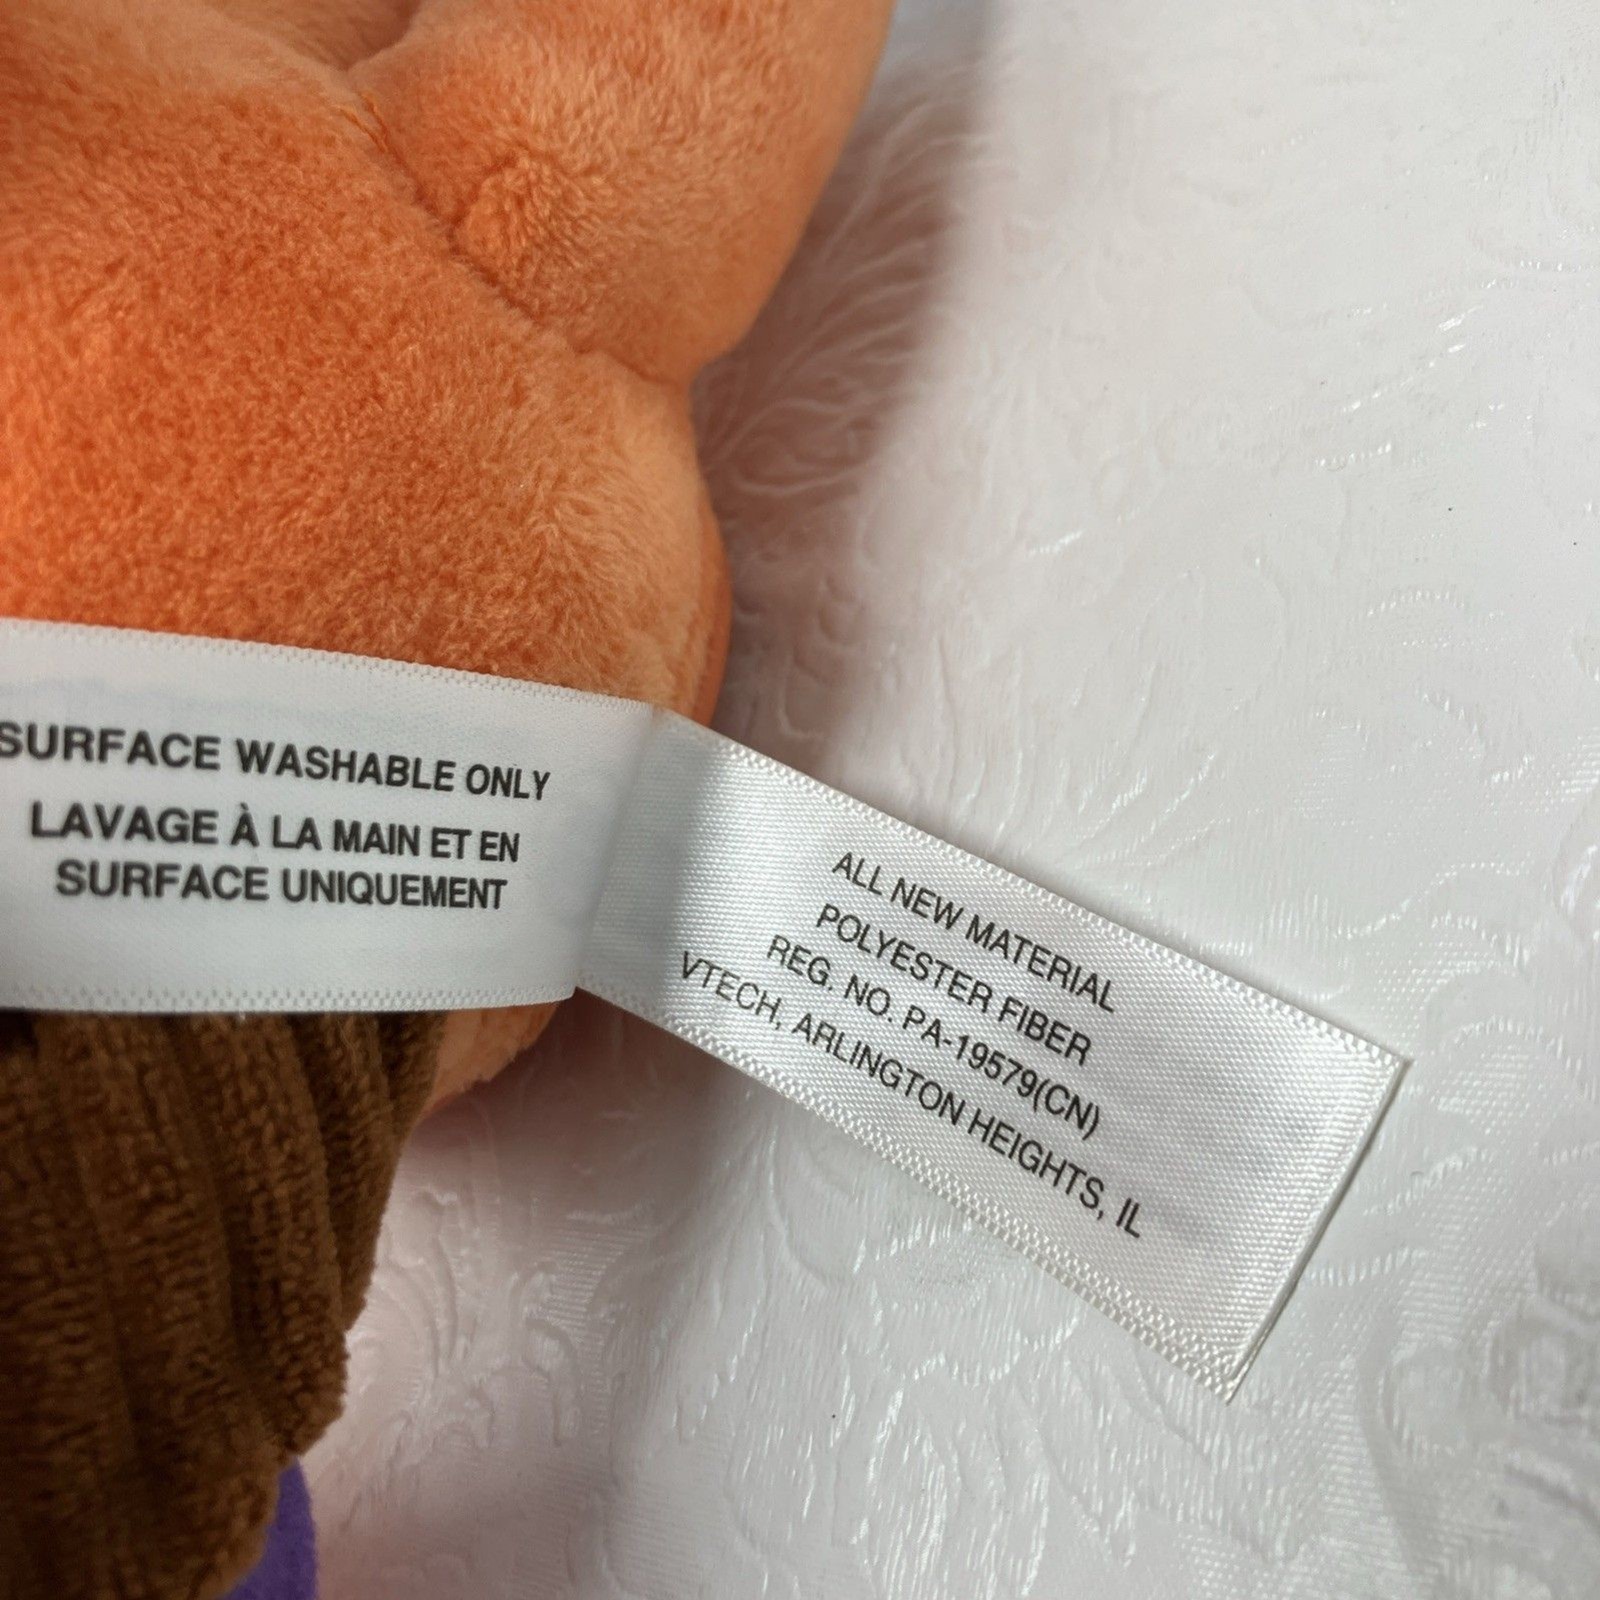 SURFACE WASHABLE ONLY
LAVAGE À LA MAIN ET EN
SURFACE UNIQUEMENT
ALL NEW MATERIAL
POLYESTER FIBER
REG. NO. PA-19579(CN)
VTECH, ARLINGTON HEIGHTS, IL